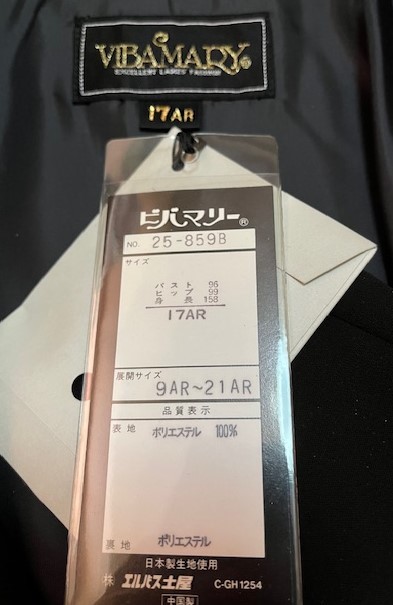 VIBAMARY
EXCELLENT LADIES FASHION
17AR
ビバマリー®
NO. 25-859B
サイズ
バスト 96
ヒップ 99
身長 158
17AR
展開サイズ
9AR〜21AR
品質表示
表地 ポリエステル 100%
裏地 ポリエステル
日本製生地使用
株 エルパス土屋 C-GH1254
中国製